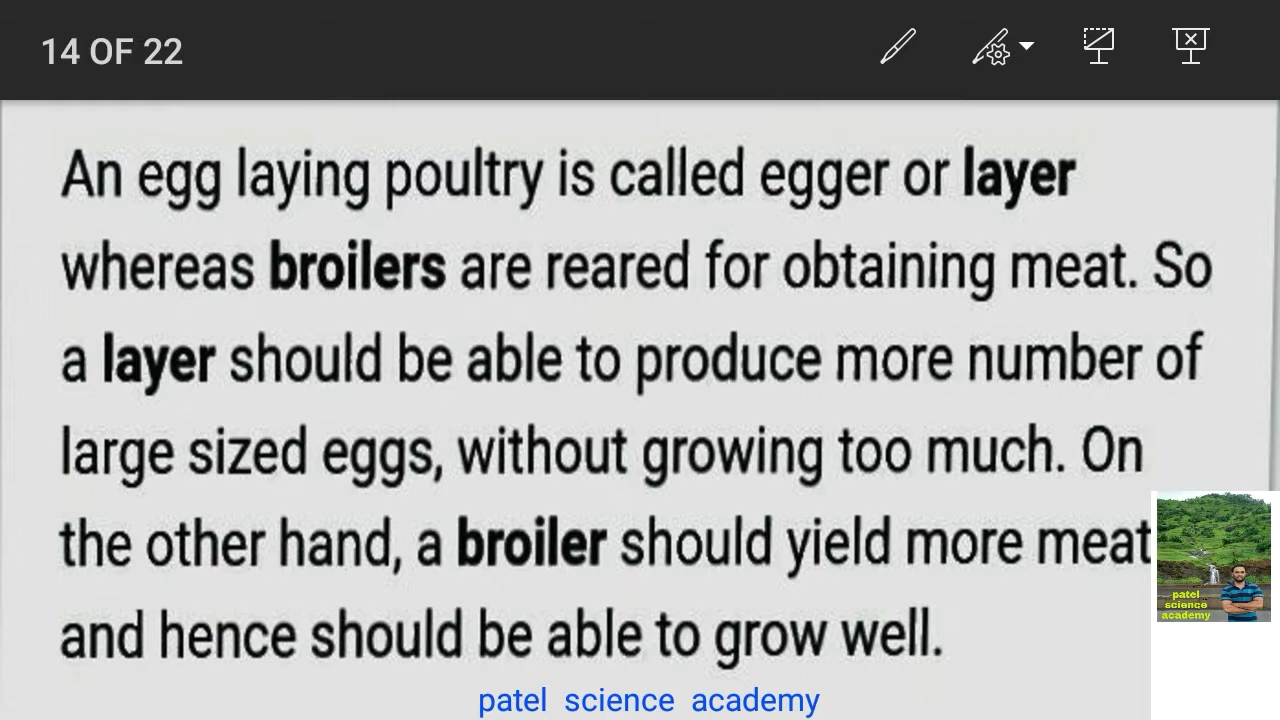 14 OF 22
An egg laying poultry is called egger or layer
whereas broilers are reared for obtaining meat. So
a layer should be able to produce more number of
large sized eggs, without growing too much. On
the other hand, a broiler should yield more meat
and hence should be able to grow well.
patel
science
academy
patel science academy